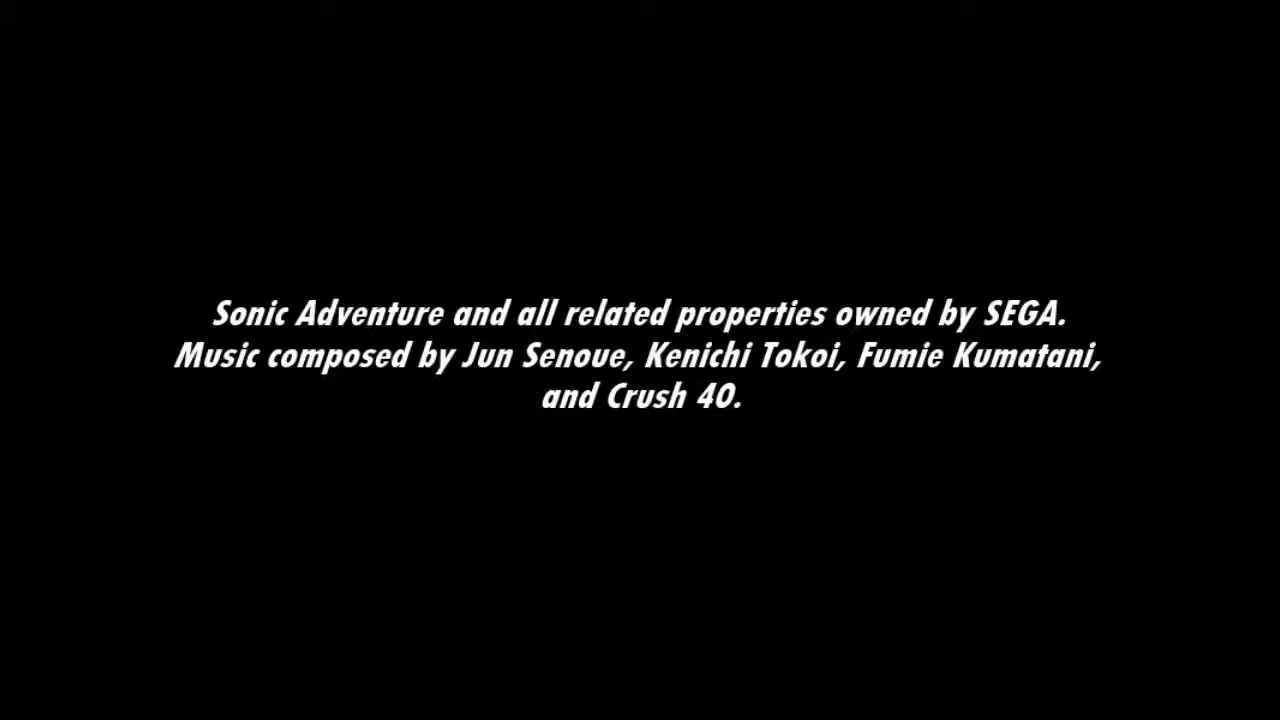 Sonic Adventure and all related properties owned by SEGA.
Music composed by Jun Senoue, Kenichi Tokoi, Fumie Kumatani,
and Crush 40.